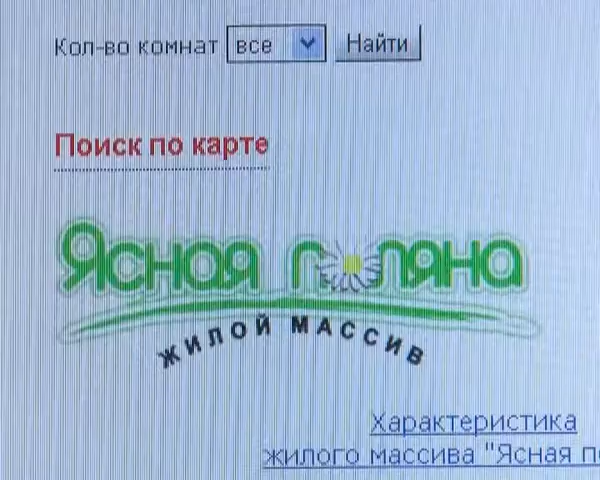 Кол-во комнат все Найти
Поиск по карте
Ясная поляна
ЖИЛОЙ МАССИВ
Характеристика
жилого массива "Ясная по